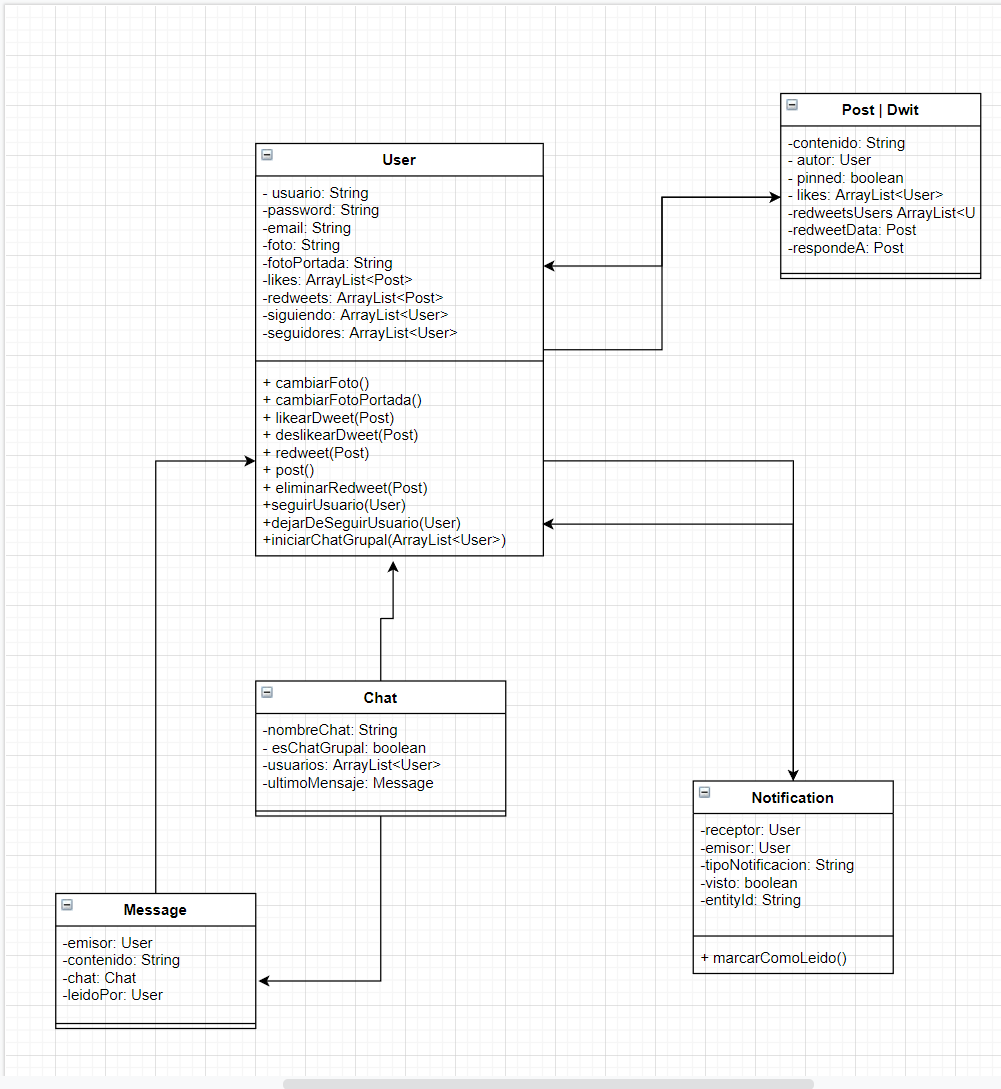 Post | Dwit
-contenido: String
- autor: User
- pinned: boolean
- likes: ArrayList<User>
-redweetsUsers ArrayList<U
-redweetData: Post
-respondeA: Post
User
- usuario: String
-password: String
-email: String
-foto: String
-fotoPortada: String
-likes: ArrayList<Post>
-redweets: ArrayList<Post>
-siguiendo: ArrayList<User>
-seguidores: ArrayList<User>
+ cambiarFoto()
+ cambiarFotoPortada()
+ likearDweet(Post)
+ deslikearDweet(Post)
+ redweet(Post)
+ post()
+ eliminarRedweet(Post)
+seguirUsuario(User)
+dejarDeSeguirUsuario(User)
+iniciarChatGrupal(ArrayList<User>)
Chat
-nombreChat: String
- esChatGrupal: boolean
-usuarios: ArrayList<User>
-ultimoMensaje: Message
Notification
-receptor: User
-emisor: User
-tipoNotificacion: String
-visto: boolean
-entityId: String
+ marcarComoLeido()
Message
-emisor: User
-contenido: String
-chat: Chat
-leidoPor: User